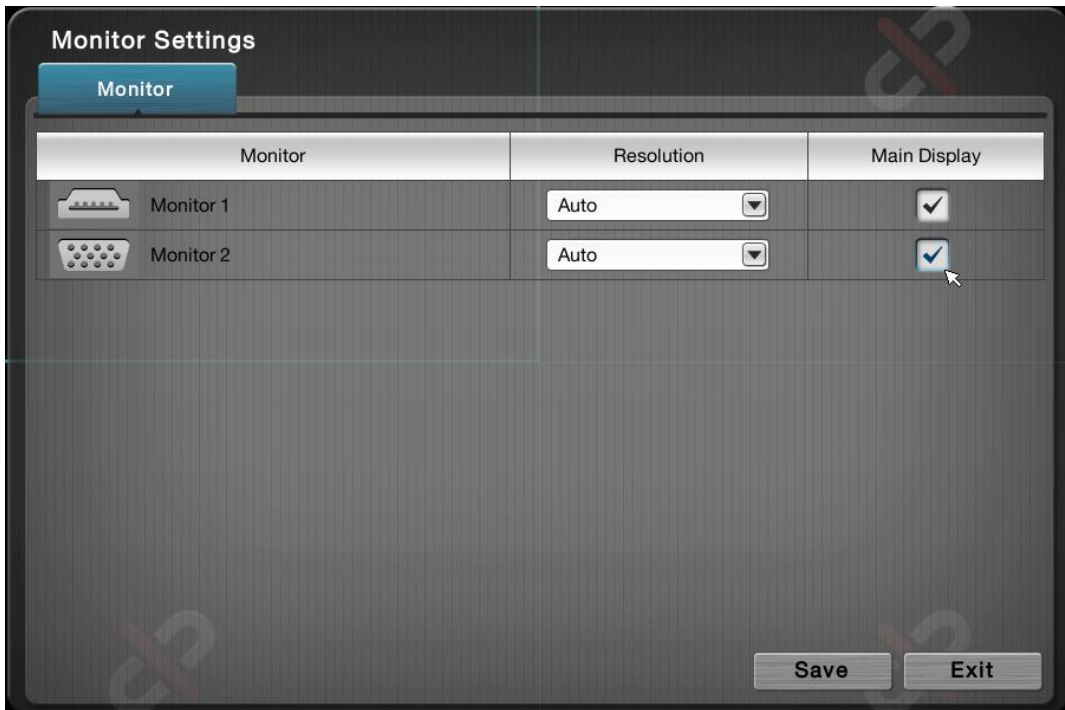 Monitor Settings
Monitor
Monitor Resolution Main Display
Monitor 1 Auto
Monitor 2 Auto
Save Exit